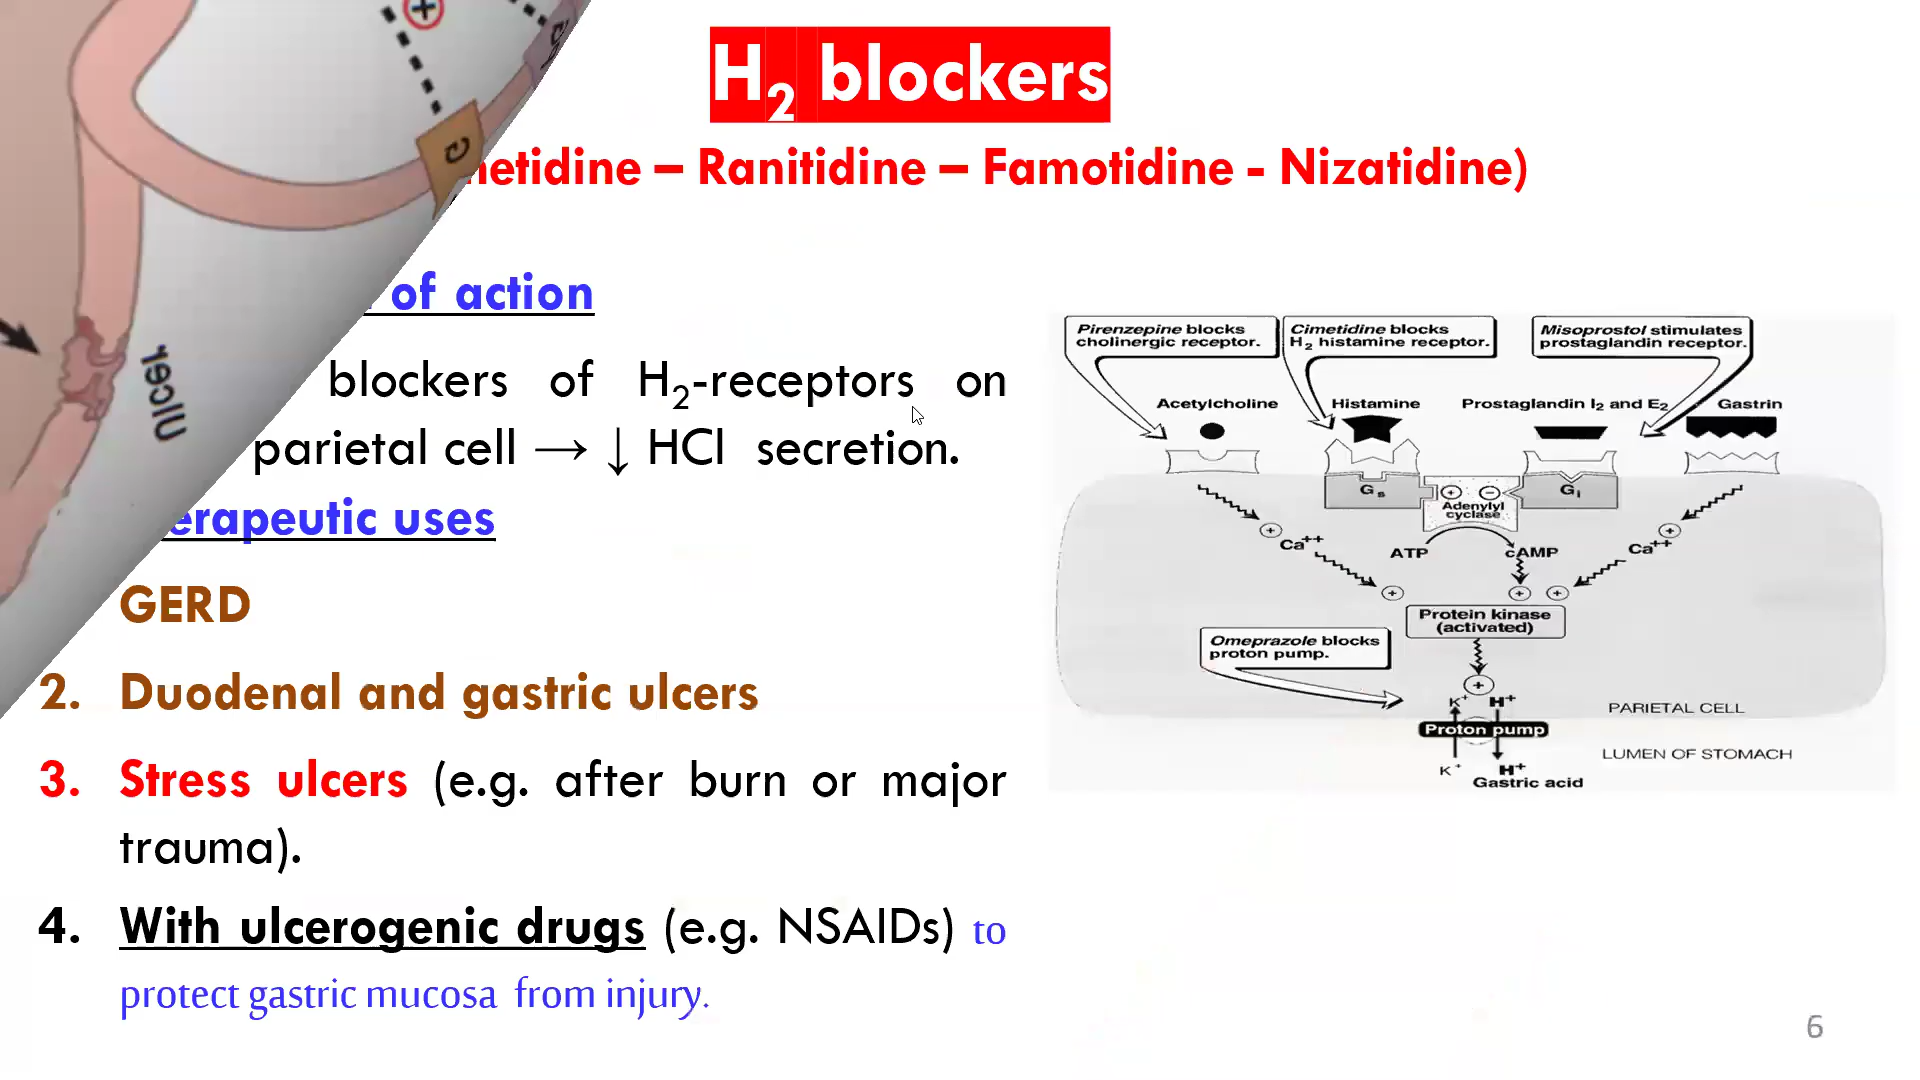 H₂ blockers
metidine – Ranitidine – Famotidine - Nizatidine)
of action
blockers of H₂-receptors on
parietal cell → ↓ HCl secretion.
erapeutic uses
GERD
2. Duodenal and gastric ulcers
3. Stress ulcers (e.g. after burn or major
trauma).
4. With ulcerogenic drugs (e.g. NSAIDs) to
protect gastric mucosa from injury.
Ulcer
G
Pirenzepine blocks
cholinergic receptor.
Cimetidine blocks
H₂ histamine receptor.
Misoprostol stimulates
prostaglandin receptor.
Acetylcholine
Histamine
Prostaglandin I₂ and E₂
Gastrin
Gs
Adenylyl
cyclase
Gi
Ca++
ATP
cAMP
Ca++
Protein kinase
(activated)
Omeprazole blocks
proton pump.
K+ H+
PARIETAL CELL
Proton pump
LUMEN OF STOMACH
K+ H+
Gastric acid
6